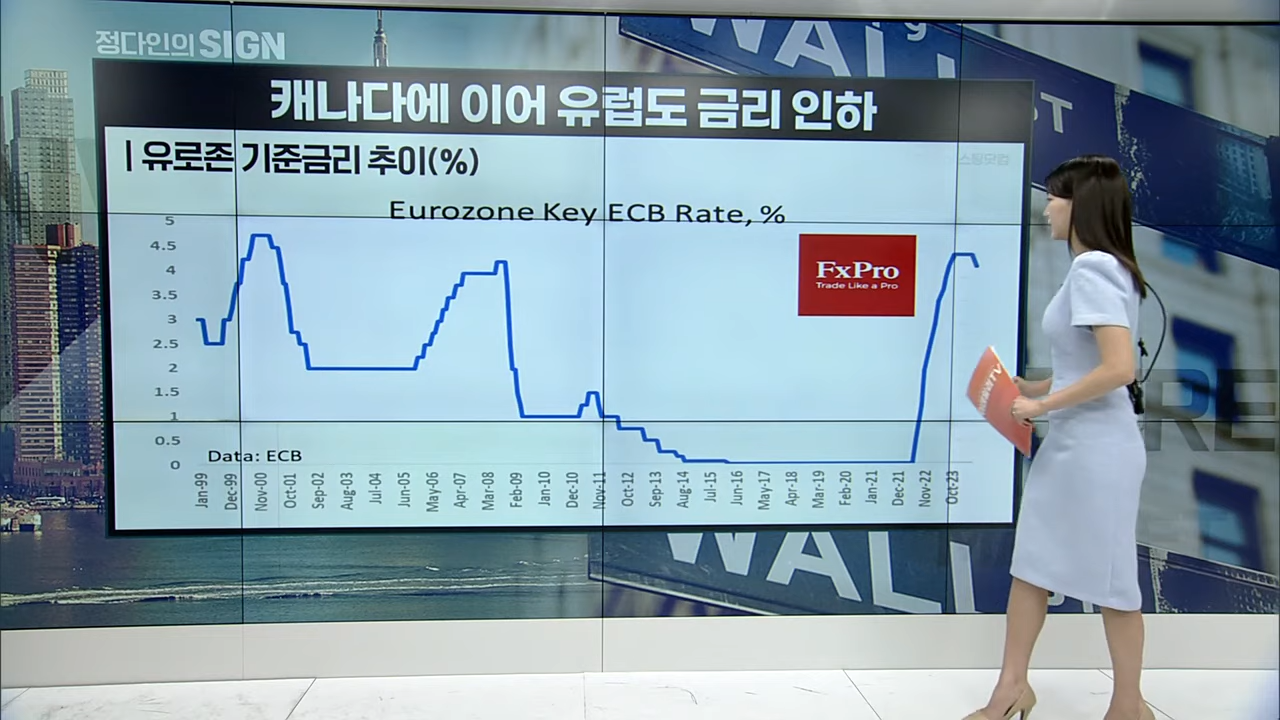 정다인의 SIGN
캐나다에 이어 유럽도 금리 인하
유로존 기준금리 추이(%)
Eurozone Key ECB Rate, %
5
4.5
4
3.5
3
2.5
2
1.5
1
0.5
0
FxPro
Trade Like a Pro
Data: ECB
Jan-99 Dec-99 Nov-00 Oct-01 Sep-02 Aug-03 Jul-04 Jun-05 May-06 Apr-07 Mar-08 Feb-09 Jan-10 Dec-10 Nov-11 Oct-12 Sep-13 Aug-14 Jul-15 Jun-16 May-17 Apr-18 Mar-19 Feb-20 Jan-21 Dec-21 Nov-22 Oct-23
WALL
ST
WALL
ST